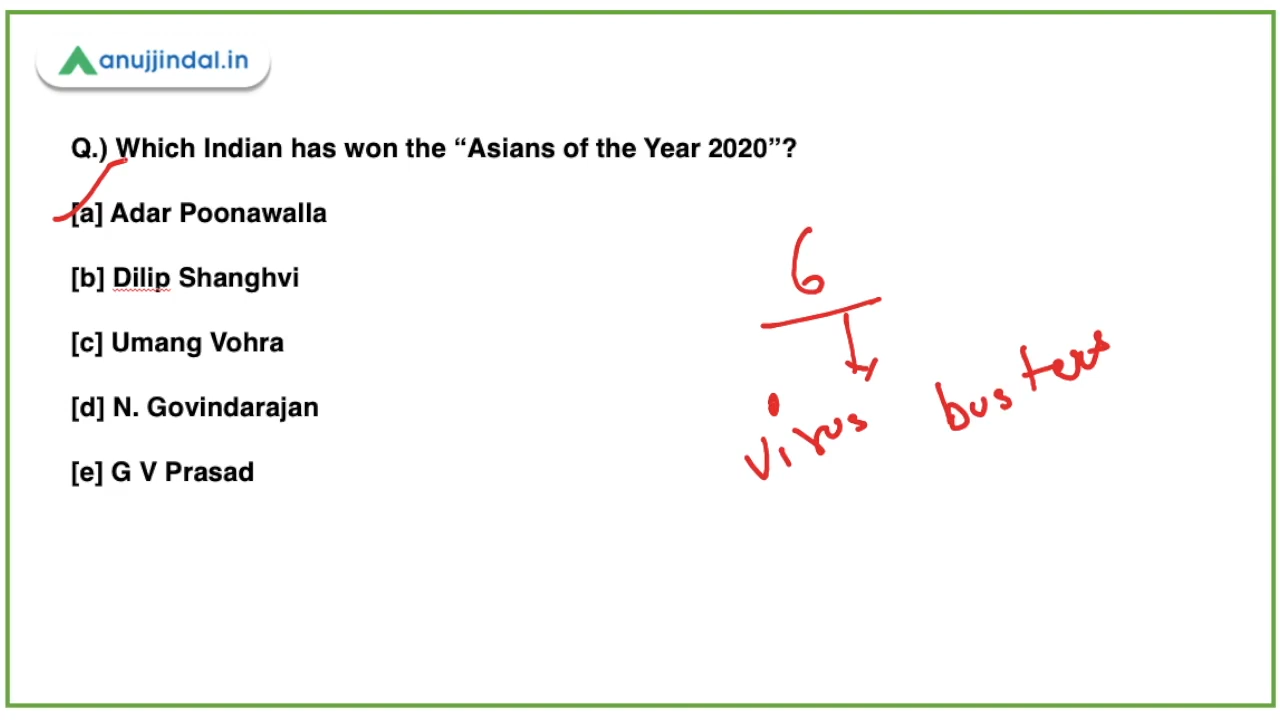 anujjindal.in
Q.) Which Indian has won the “Asians of the Year 2020”?
[a] Adar Poonawalla
[b] Dilip Shanghvi
[c] Umang Vohra
[d] N. Govindarajan
[e] G V Prasad
6
virus busters